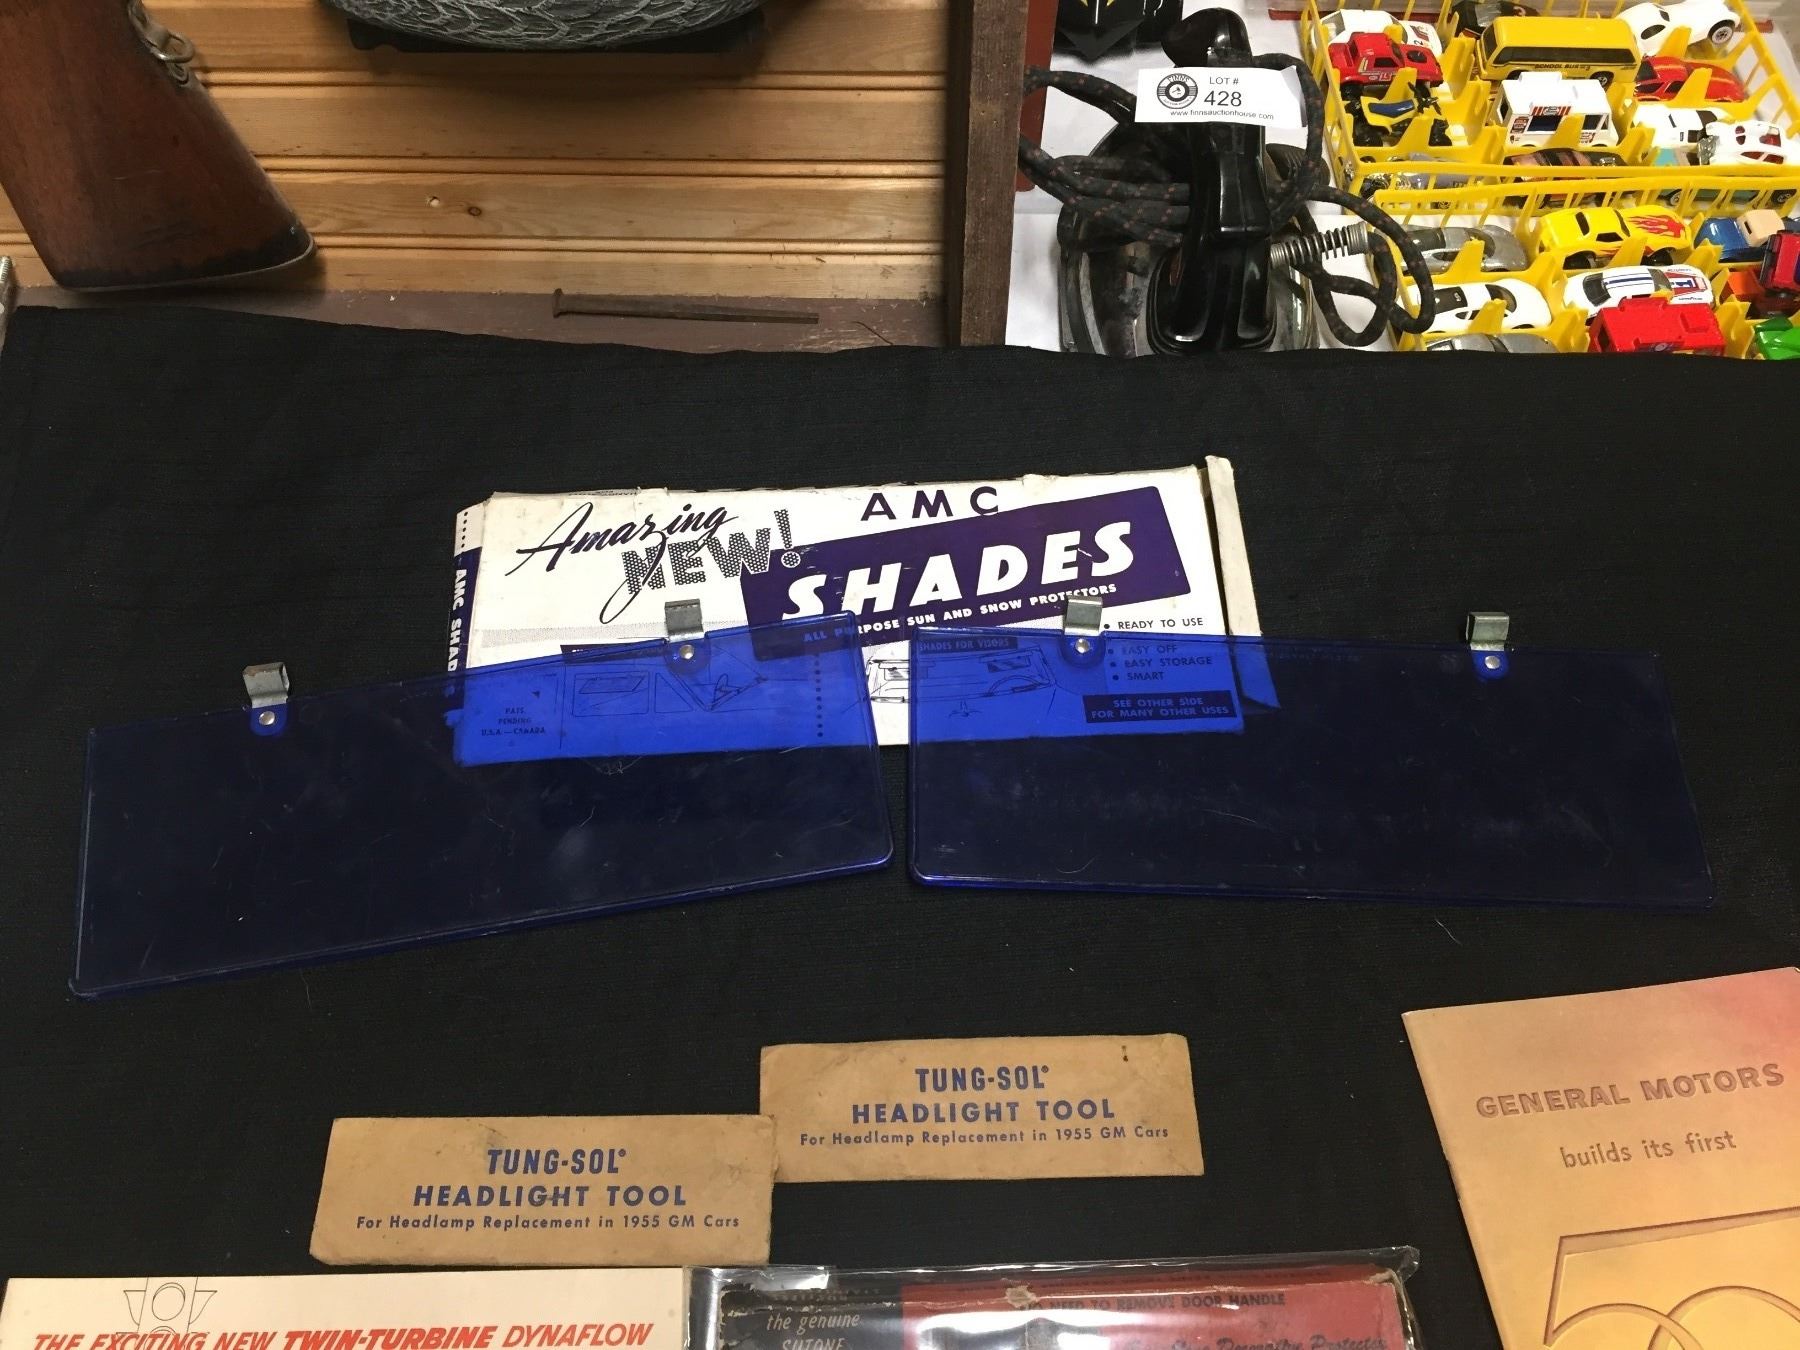 FINNS
LOT #
428
www.finnsauctionhouse.com
SCHOOL BUS
Amazing
NEW!
AMC
SHADES
ALL PURPOSE SUN AND SNOW PROTECTORS
AMC SHAD
SHADES FOR VISORS
• READY TO USE
• EASY OFF
• EASY STORAGE
• SMART
PATS.
PENDING
U.S.A.—CANADA
SEE OTHER SIDE
FOR MANY OTHER USES
TUNG-SOL®
HEADLIGHT TOOL
For Headlamp Replacement in 1955 GM Cars
TUNG-SOL®
HEADLIGHT TOOL
For Headlamp Replacement in 1955 GM Cars
GENERAL MOTORS
builds its first
50
THE EXCITING NEW TWIN-TURBINE DYNAFLOW
the genuine
NO NEED TO REMOVE DOOR HANDLE